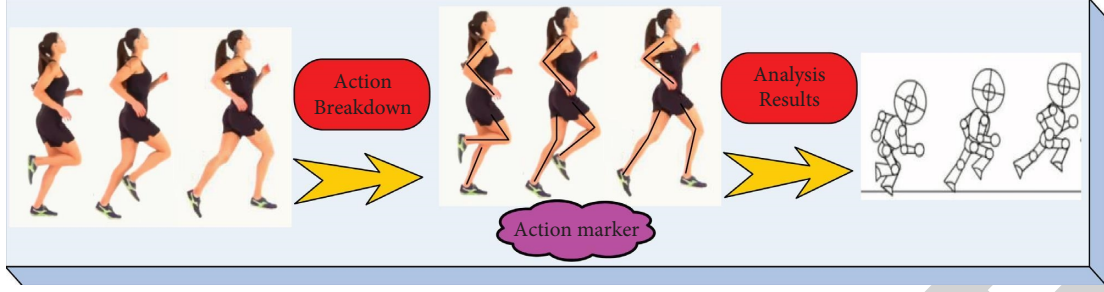 Action
Breakdown
Analysis
Results
Action marker